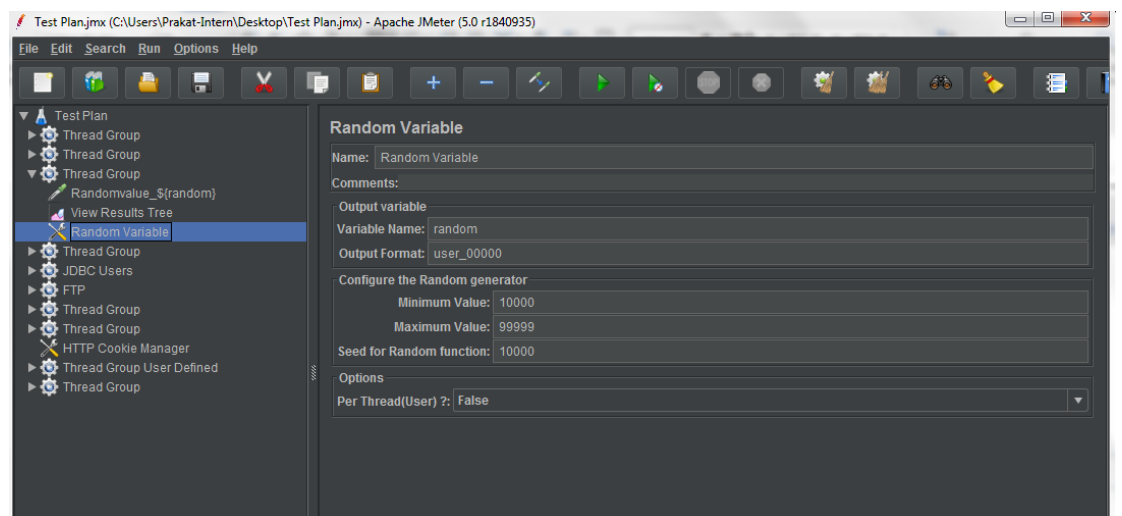 Test Plan.jmx (C:\Users\Prakat-Intern\Desktop\Test Plan.jmx) - Apache JMeter (5.0 r1840935)
File Edit Search Run Options Help
STOP
Test Plan
Thread Group
Thread Group
Thread Group
Randomvalue_${random}
View Results Tree
Random Variable
Thread Group
JDBC Users
FTP
Thread Group
Thread Group
HTTP Cookie Manager
Thread Group User Defined
Thread Group
Random Variable
Name: Random Variable
Comments:
Output variable
Variable Name: random
Output Format: user_00000
Configure the Random generator
Minimum Value: 10000
Maximum Value: 99999
Seed for Random function: 10000
Options
Per Thread(User) ?: False